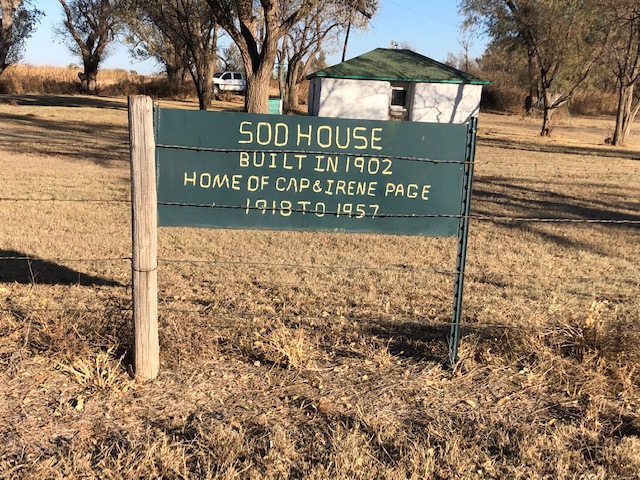 SOD HOUSE
BUILT IN 1902
HOME OF CAP & IRENE PAGE
1918 TO 1957